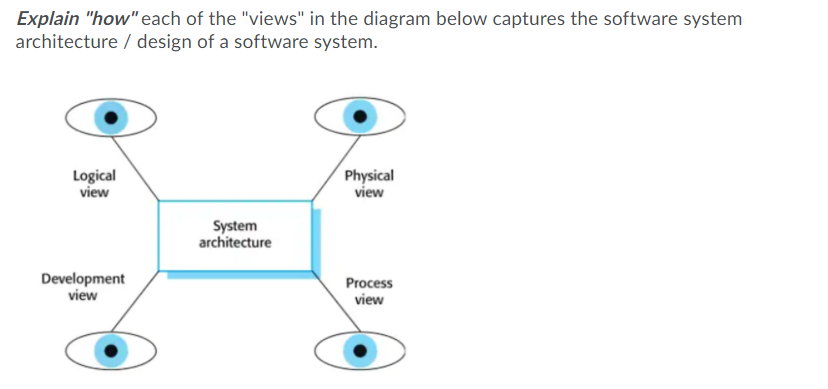 Explain "how" each of the "views" in the diagram below captures the software system
architecture / design of a software system.
Logical
view
Physical
view
System
architecture
Development
view
Process
view